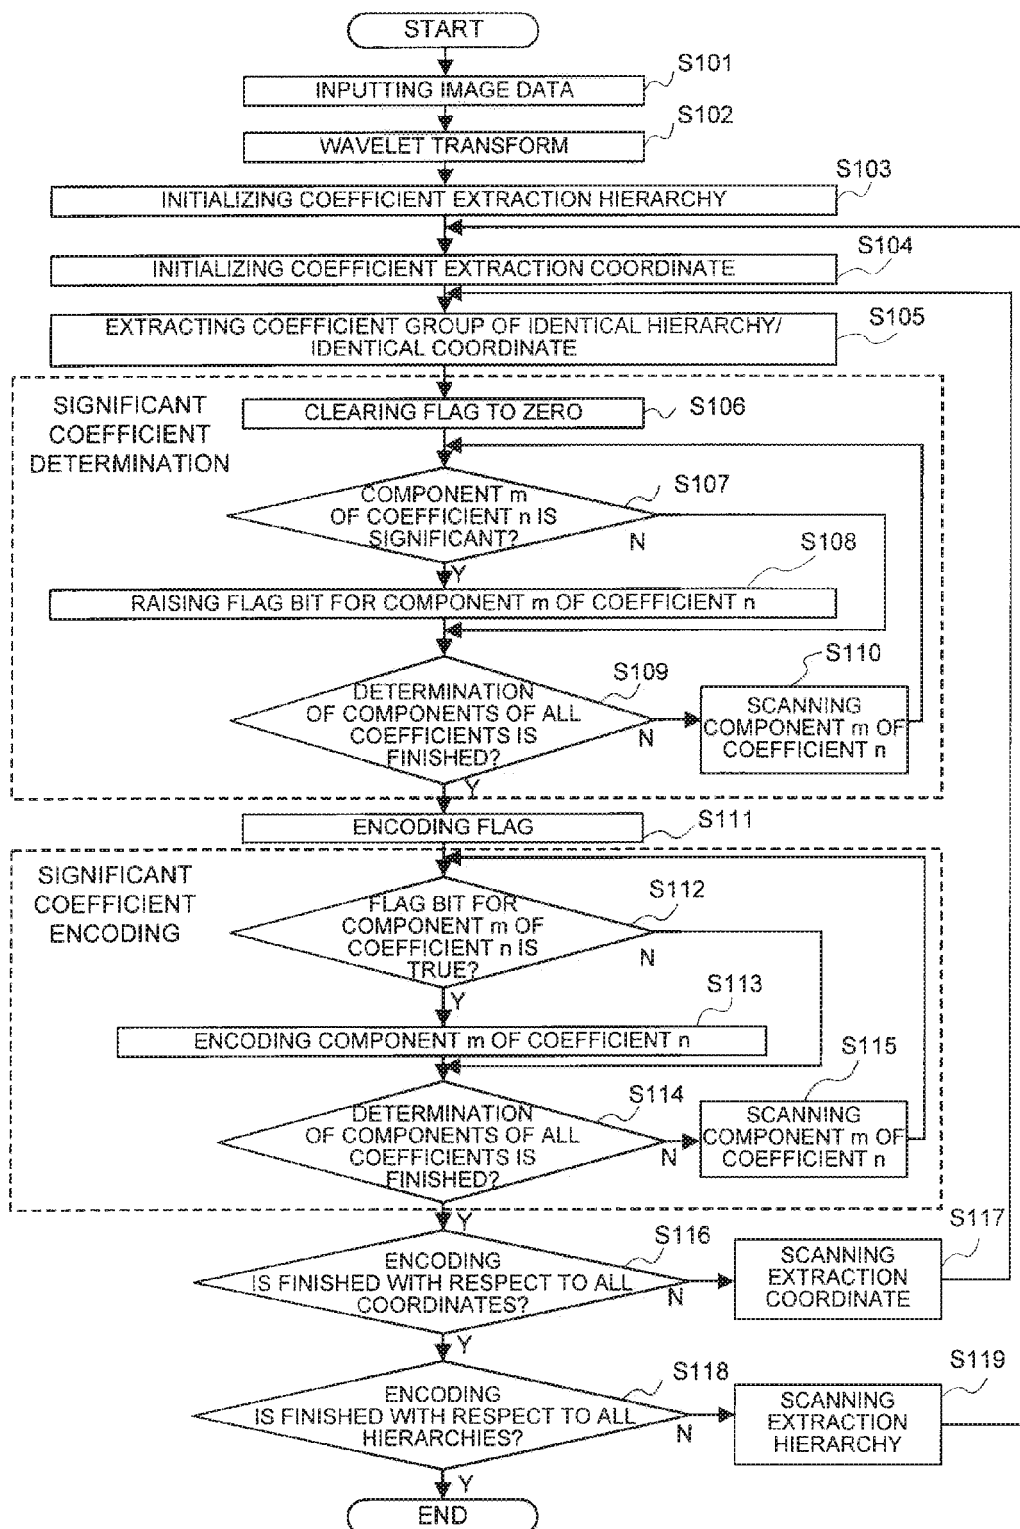 START
S101
INPUTTING IMAGE DATA
S102
WAVELET TRANSFORM
S103
INITIALIZING COEFFICIENT EXTRACTION HIERARCHY
S104
INITIALIZING COEFFICIENT EXTRACTION COORDINATE
S105
EXTRACTING COEFFICIENT GROUP OF IDENTICAL HIERARCHY/
IDENTICAL COORDINATE
SIGNIFICANT
COEFFICIENT
DETERMINATION
S106
CLEARING FLAG TO ZERO
S107
COMPONENT m
OF COEFFICIENT n IS
SIGNIFICANT?
N
Y
S108
RAISING FLAG BIT FOR COMPONENT m OF COEFFICIENT n
S109
DETERMINATION
OF COMPONENTS OF ALL
COEFFICIENTS IS
FINISHED?
N
Y
S110
SCANNING
COMPONENT m OF
COEFFICIENT n
S111
ENCODING FLAG
SIGNIFICANT
COEFFICIENT
ENCODING
S112
FLAG BIT FOR
COMPONENT m OF
COEFFICIENT n IS
TRUE?
N
Y
S113
ENCODING COMPONENT m OF COEFFICIENT n
S114
DETERMINATION
OF COMPONENTS OF ALL
COEFFICIENTS IS
FINISHED?
N
Y
S115
SCANNING
COMPONENT m OF
COEFFICIENT n
S116
ENCODING
IS FINISHED WITH RESPECT TO ALL
COORDINATES?
N
Y
S117
SCANNING
EXTRACTION
COORDINATE
S118
ENCODING
IS FINISHED WITH RESPECT TO ALL
HIERARCHIES?
N
Y
S119
SCANNING
EXTRACTION
HIERARCHY
END